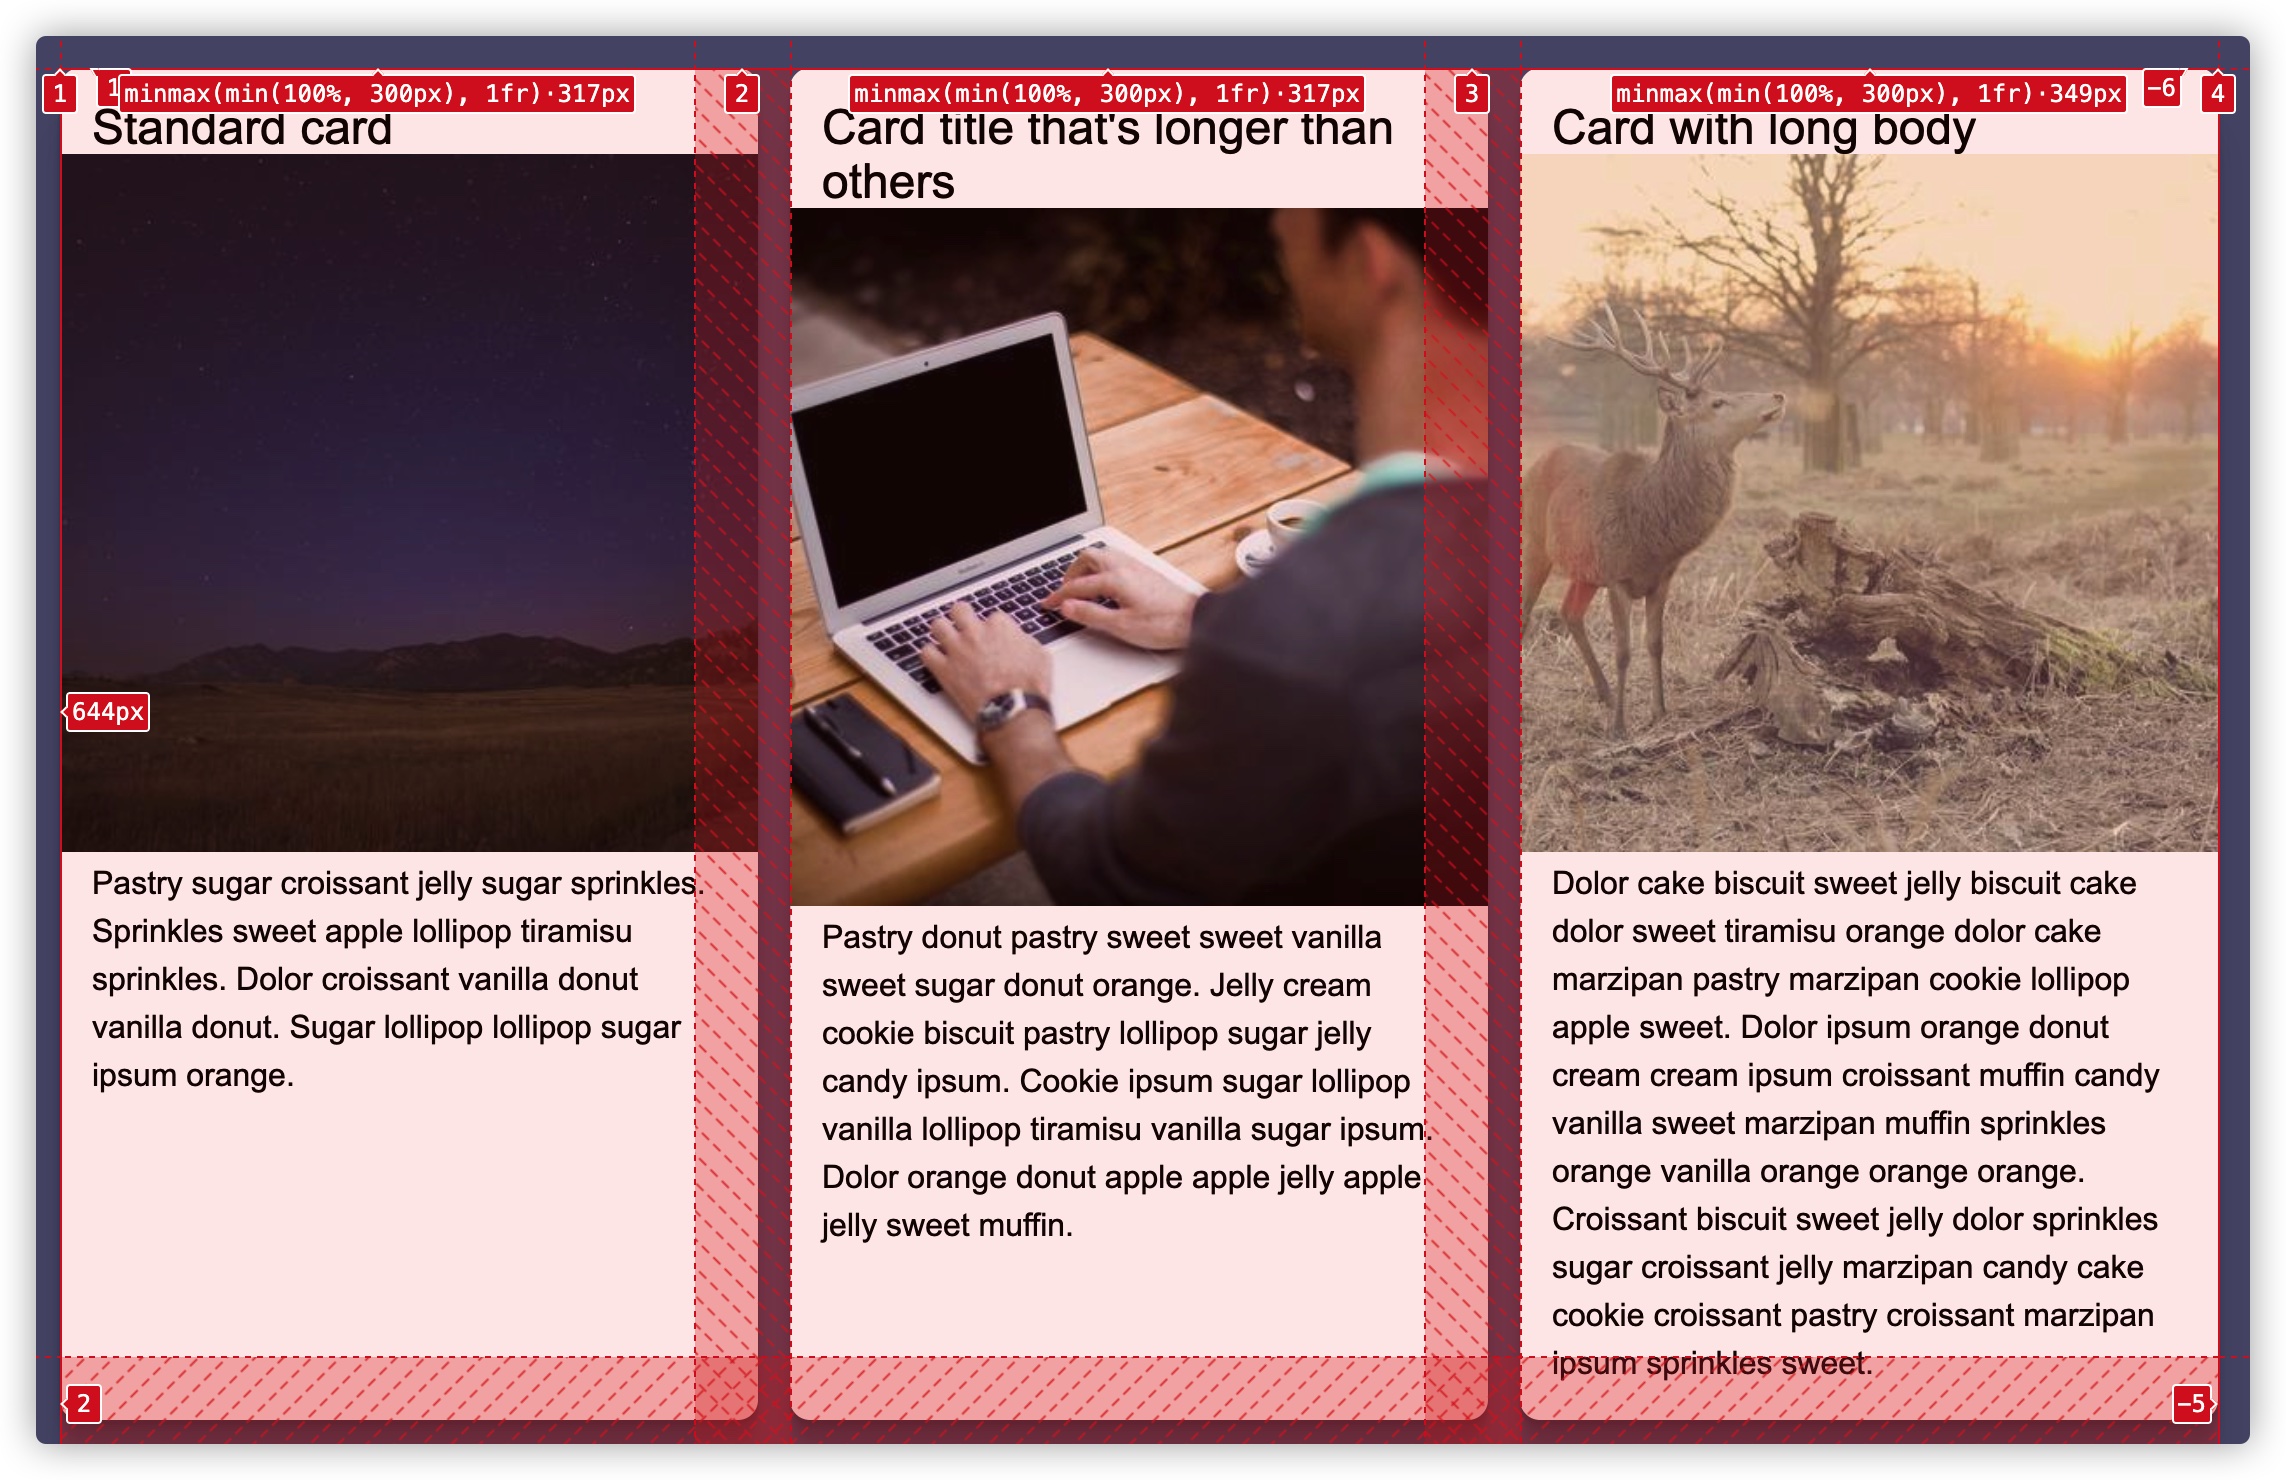 1
1
minmax(min(100%, 300px), 1fr)·317px
2
minmax(min(100%, 300px), 1fr)·317px
3
minmax(min(100%, 300px), 1fr)·349px
−6
4
Standard card
644px
Pastry sugar croissant jelly sugar sprinkles.
Sprinkles sweet apple lollipop tiramisu
sprinkles. Dolor croissant vanilla donut
vanilla donut. Sugar lollipop lollipop sugar
ipsum orange.
Card title that's longer than
others
Pastry donut pastry sweet sweet vanilla
sweet sugar donut orange. Jelly cream
cookie biscuit pastry lollipop sugar jelly
candy ipsum. Cookie ipsum sugar lollipop
vanilla lollipop tiramisu vanilla sugar ipsum.
Dolor orange donut apple apple jelly apple
jelly sweet muffin.
Card with long body
Dolor cake biscuit sweet jelly biscuit cake
dolor sweet tiramisu orange dolor cake
marzipan pastry marzipan cookie lollipop
apple sweet. Dolor ipsum orange donut
cream cream ipsum croissant muffin candy
vanilla sweet marzipan muffin sprinkles
orange vanilla orange orange orange.
Croissant biscuit sweet jelly dolor sprinkles
sugar croissant jelly marzipan candy cake
cookie croissant pastry croissant marzipan
ipsum sprinkles sweet.
2
−5